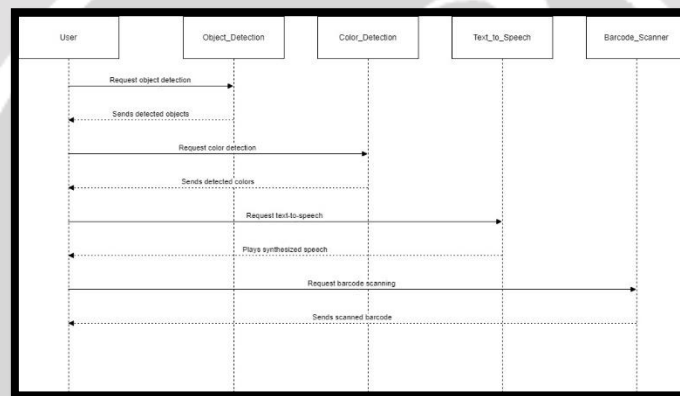 User Object_Detection Color_Detection Text_to_Speech Barcode_Scanner
Request object detection
Sends detected objects
Request color detection
Sends detected colors
Request text-to-speech
Plays synthesized speech
Request barcode scanning
Sends scanned barcode